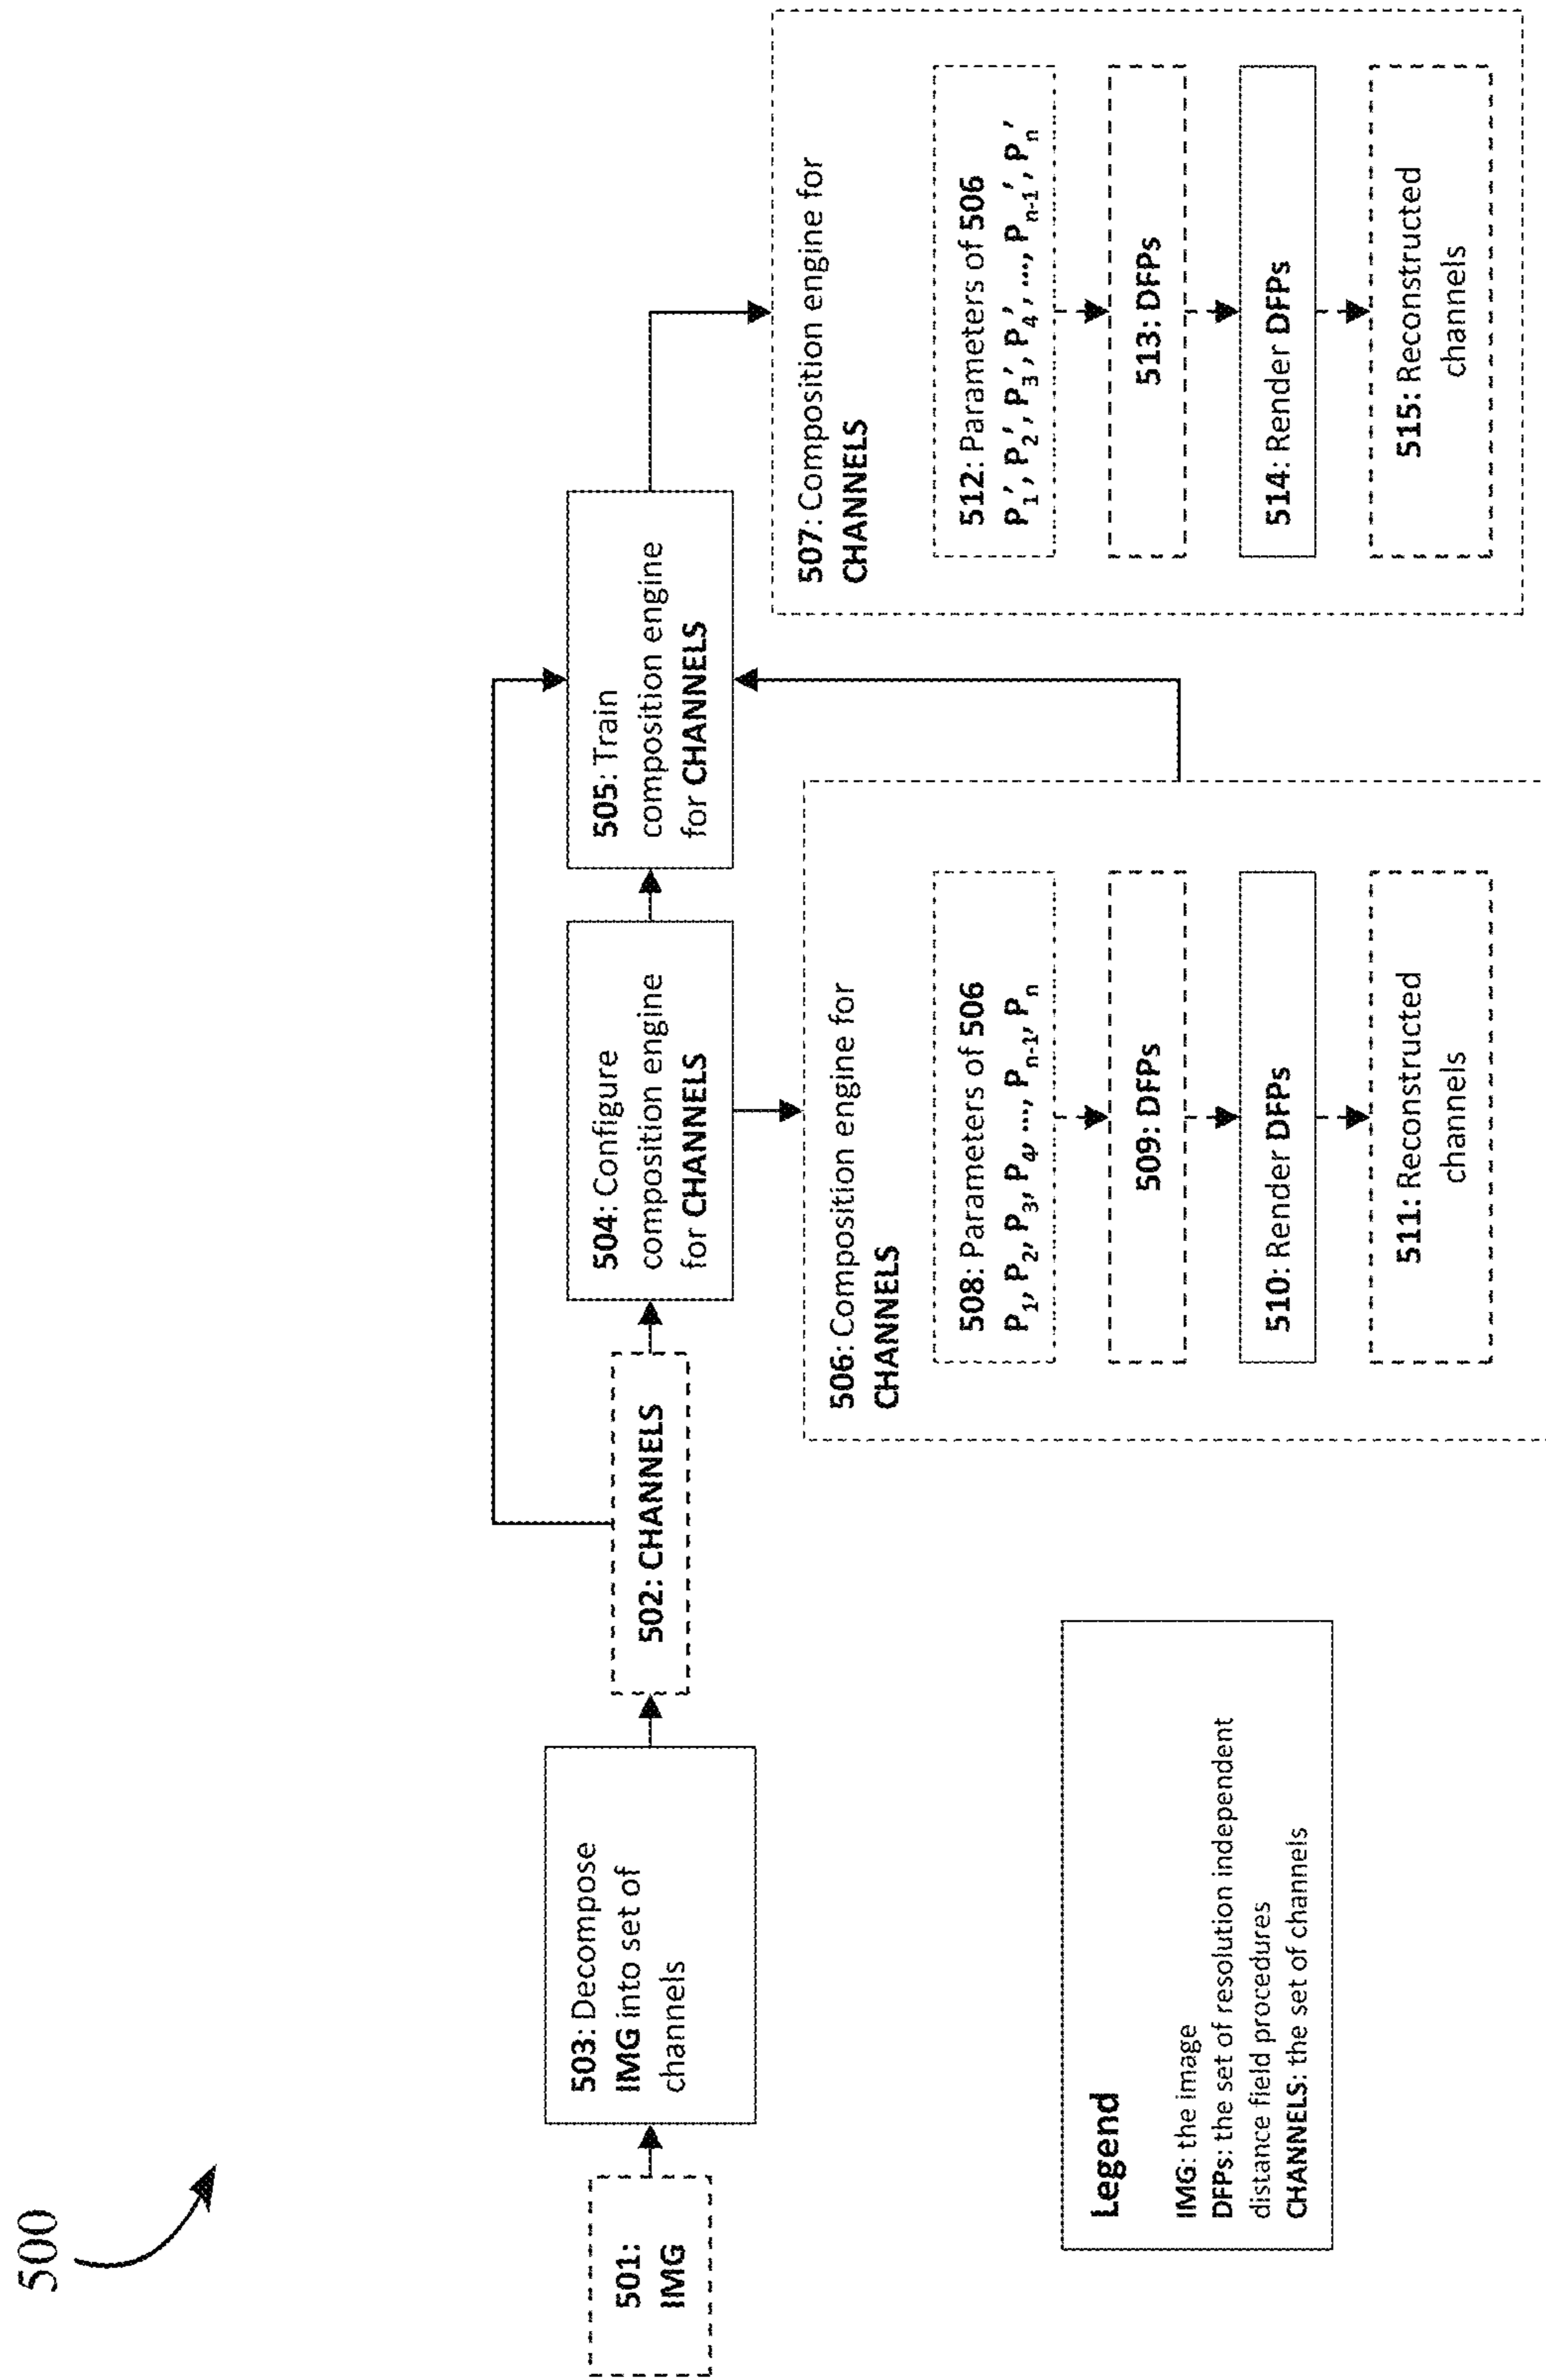 500
501:
IMG
503: Decompose
IMG into set of
channels
502: CHANNELS
504: Configure
composition engine
for CHANNELS
505: Train
composition engine
for CHANNELS
506: Composition engine for
CHANNELS
508: Parameters of 506
P₁, P₂, P₃, P₄, ..., Pₙ₋₁, Pₙ
509: DFPs
510: Render DFPs
511: Reconstructed
channels
507: Composition engine for
CHANNELS
512: Parameters of 506
P₁', P₂', P₃', P₄', ..., Pₙ₋₁', Pₙ'
513: DFPs
514: Render DFPs
515: Reconstructed
channels
Legend
IMG: the image
DFPs: the set of resolution independent
distance field procedures
CHANNELS: the set of channels